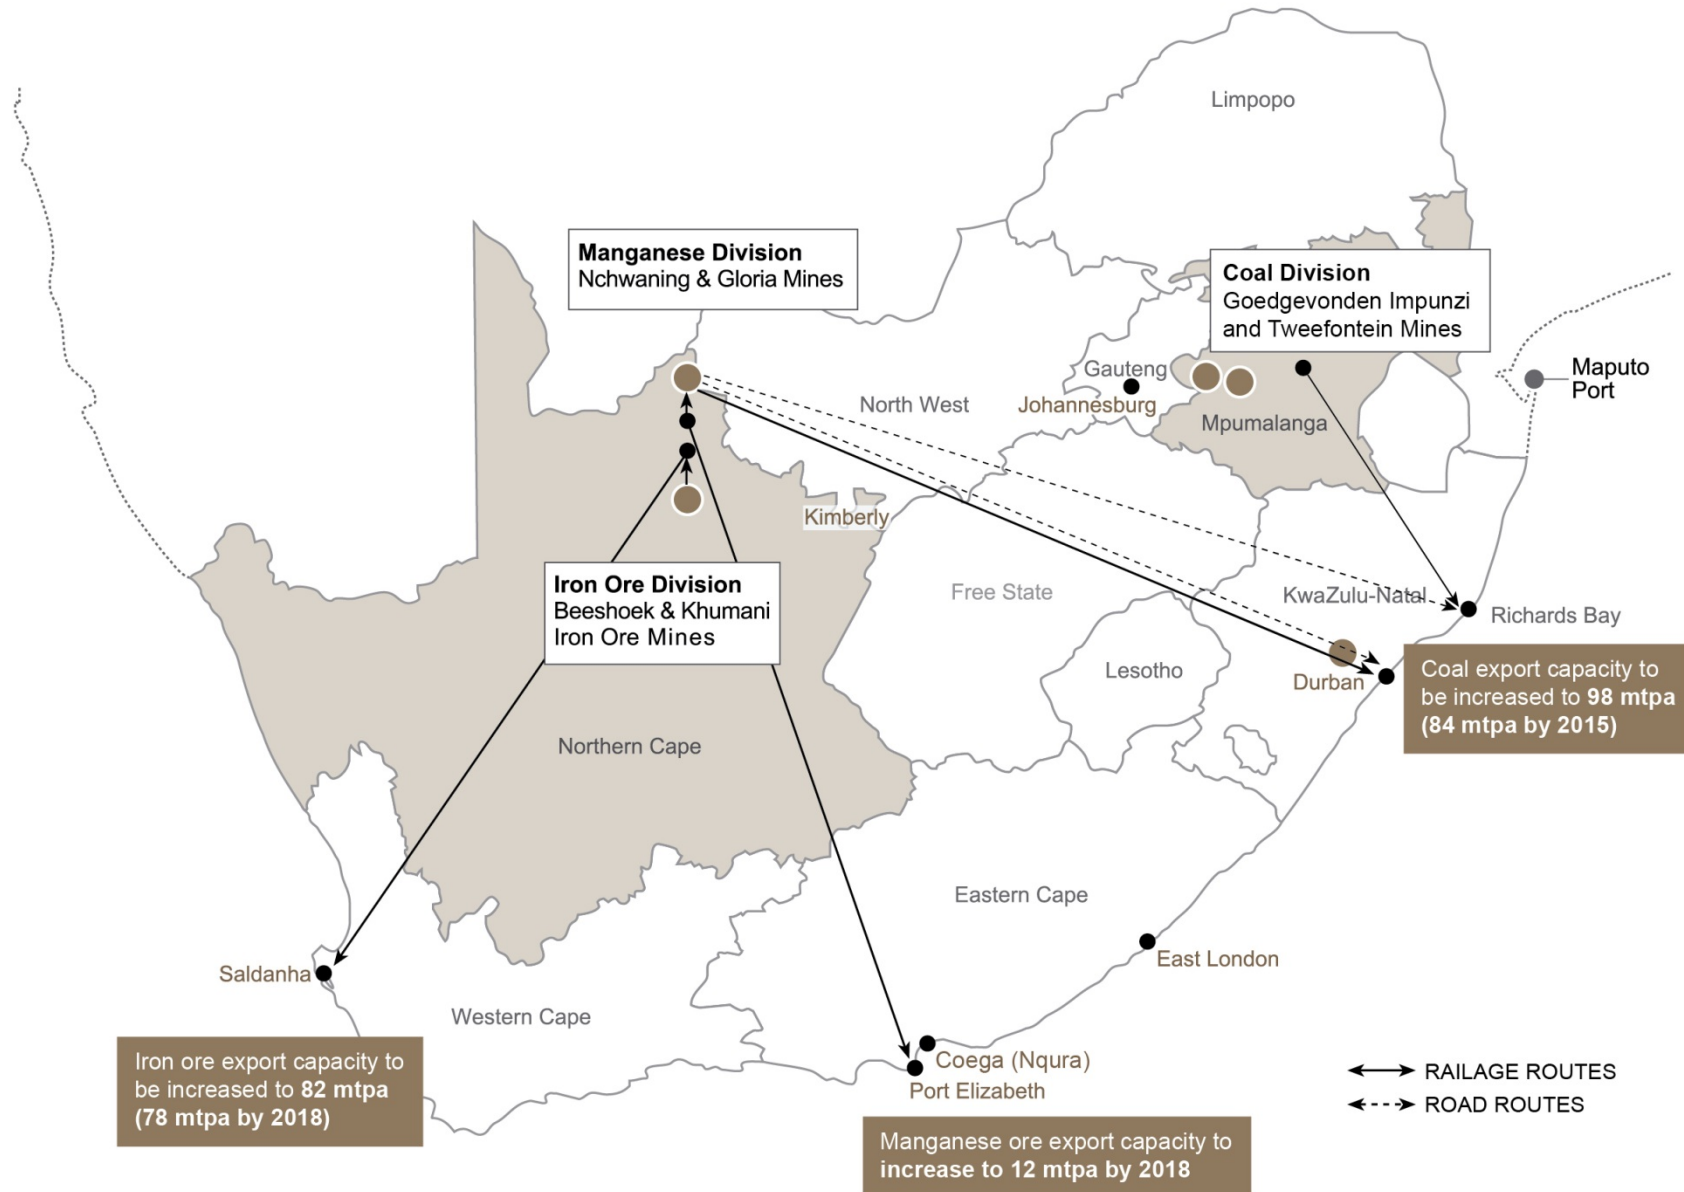 Limpopo
Manganese Division
Nchwaning & Gloria Mines
Coal Division
Goedgevonden Impunzi
and Tweefontein Mines
Maputo
Port
Gauteng
Johannesburg
North West
Mpumalanga
Kimberly
Iron Ore Division
Beeshoek & Khumani
Iron Ore Mines
Free State
KwaZulu-Natal
Richards Bay
Lesotho
Durban
Coal export capacity to
be increased to 98 mtpa
(84 mtpa by 2015)
Northern Cape
Eastern Cape
East London
Saldanha
Western Cape
Coega (Nqura)
Port Elizabeth
Iron ore export capacity to
be increased to 82 mtpa
(78 mtpa by 2018)
RAILAGE ROUTES
ROAD ROUTES
Manganese ore export capacity to
increase to 12 mtpa by 2018